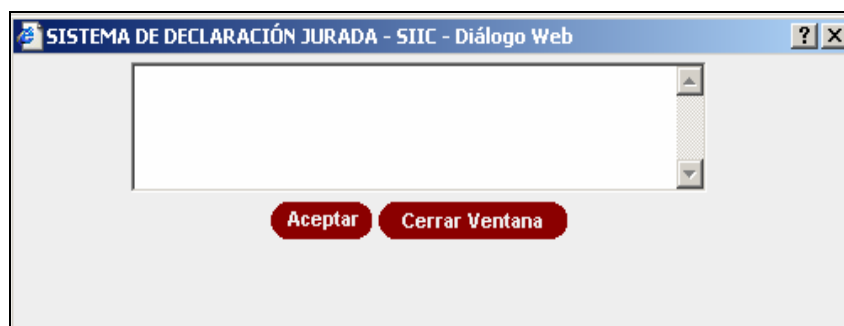 SISTEMA DE DECLARACIÓN JURADA - SIIC - Diálogo Web
Aceptar Cerrar Ventana